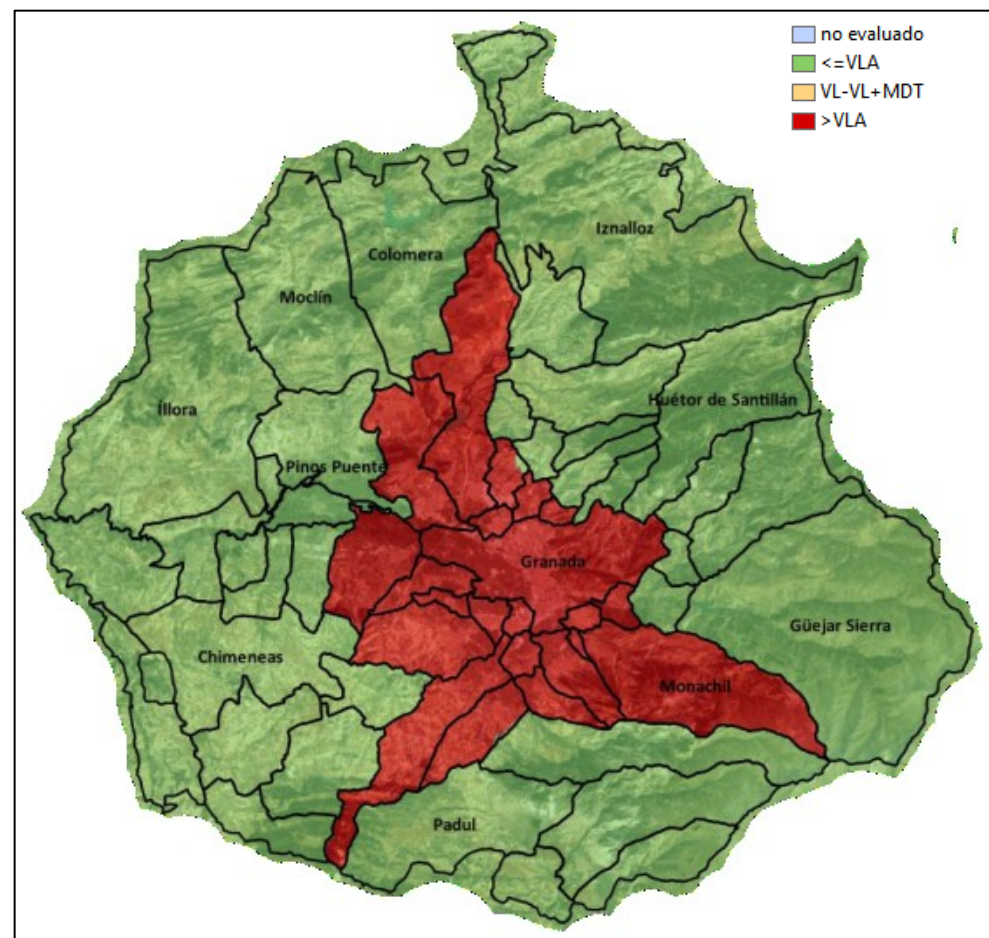 no evaluado
<=VLA
VL-VL+MDT
>VLA
Iznalloz
Colomera
Moclín
Íllora
Huétor de Santillán
Pinos Puente
Granada
Güejar Sierra
Chimeneas
Monachil
Padul